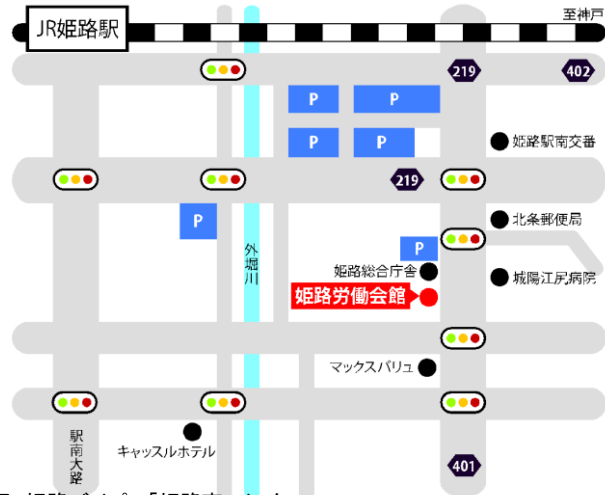 至神戸
JR姫路駅
219
402
P
P
姫路駅南交番
P
P
219
P
北条郵便局
P
外堀川
姫路総合庁舎
城陽江尻病院
姫路労働会館
マックスバリュ
駅南大路
キャッスルホテル
401